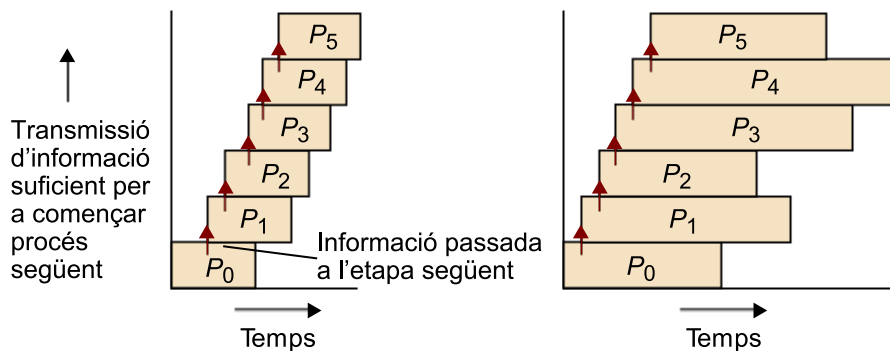 Transmissió
d’informació
suficient per
a començar
procés
següent
P5
P4
P3
P2
P1
P0
Informació passada
a l’etapa següent
Temps
P5
P4
P3
P2
P1
P0
Temps